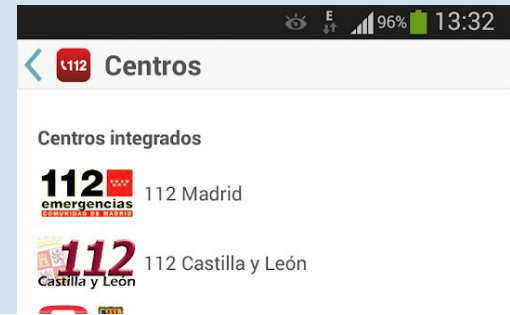 E
96% 13:32
112 Centros
Centros integrados
112
emergencias
COMUNIDAD DE MADRID
112 Madrid
112
Castilla y León
112 Castilla y León